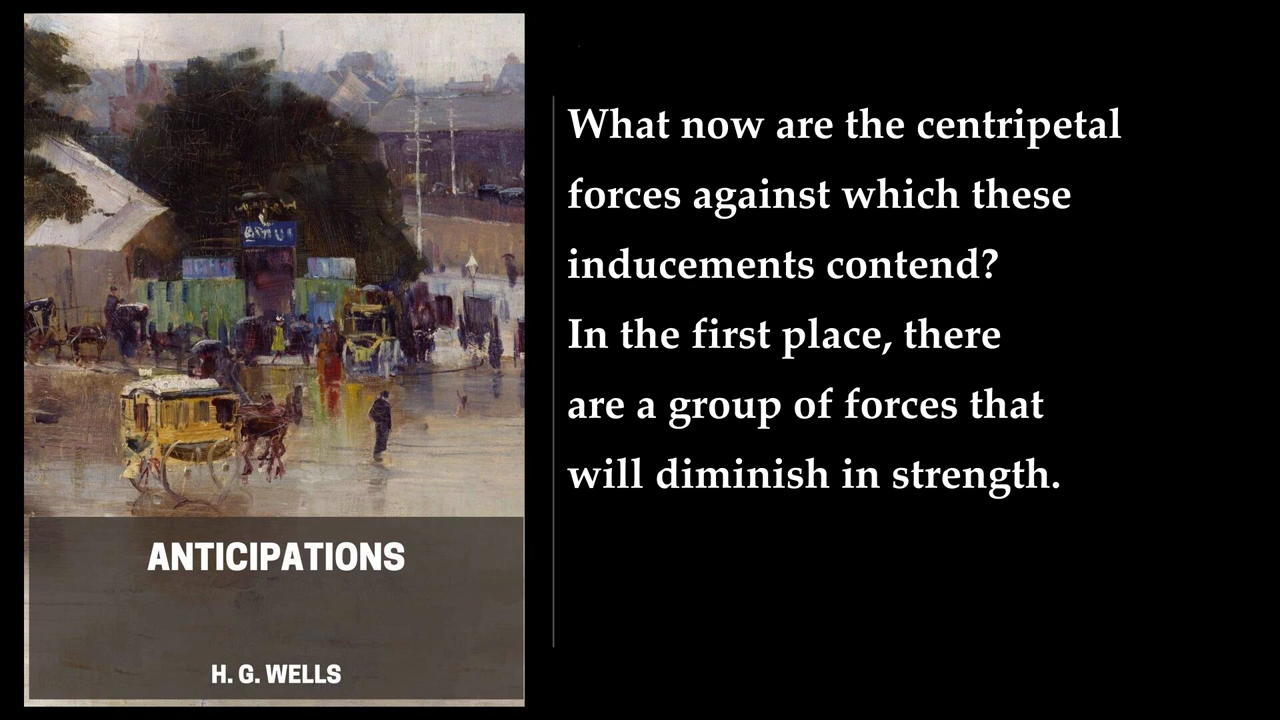 ANTICIPATIONS
H. G. WELLS
What now are the centripetal
forces against which these
inducements contend?
In the first place, there
are a group of forces that
will diminish in strength.